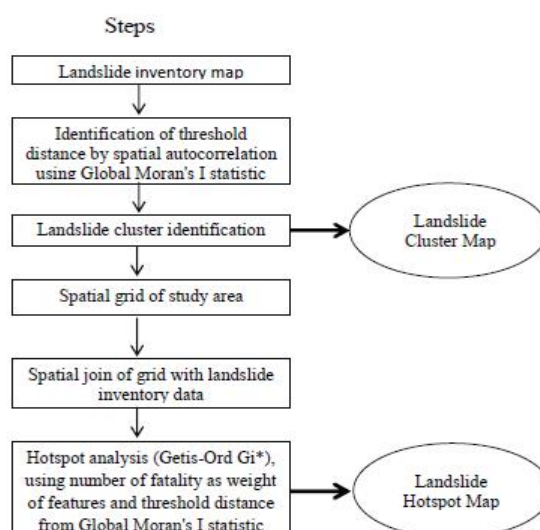 Steps
Landslide inventory map
Identification of threshold
distance by spatial autocorrelation
using Global Moran's I statistic
Landslide cluster identification
Landslide
Cluster Map
Spatial grid of study area
Spatial join of grid with landslide
inventory data
Hotspot analysis (Getis-Ord Gi*),
using number of fatality as weight
of features and threshold distance
from Global Moran's I statistic
Landslide
Hotspot Map